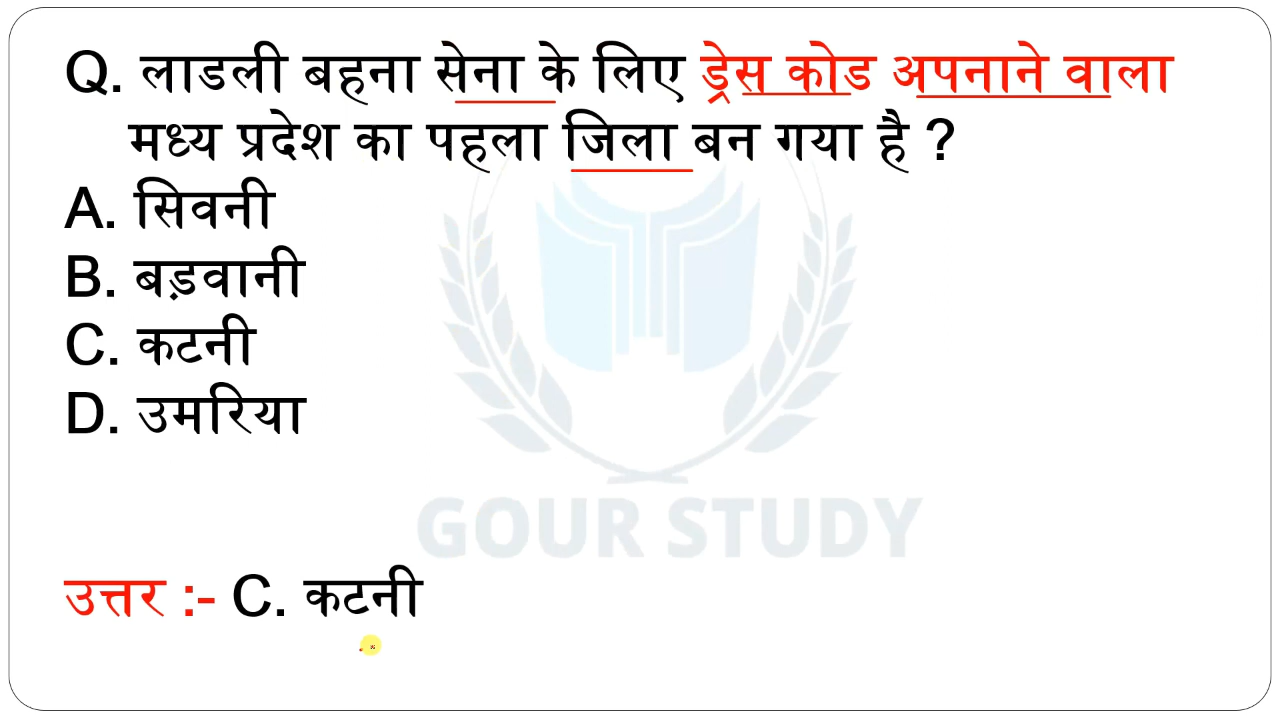 Q. लाडली बहना सेना के लिए ड्रेस कोड अपनाने वाला
मध्य प्रदेश का पहला जिला बन गया है ?
A. सिवनी
B. बड़वानी
C. कटनी
D. उमरिया
GOUR STUDY
उत्तर :- C. कटनी